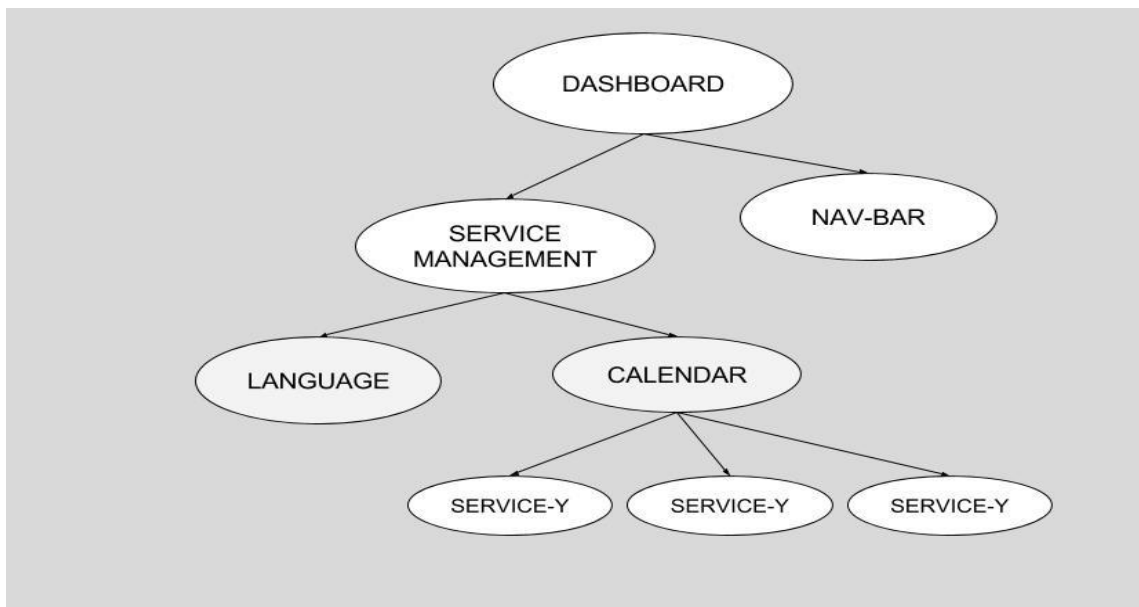 DASHBOARD
NAV-BAR
SERVICE
MANAGEMENT
LANGUAGE
CALENDAR
SERVICE-Y
SERVICE-Y
SERVICE-Y